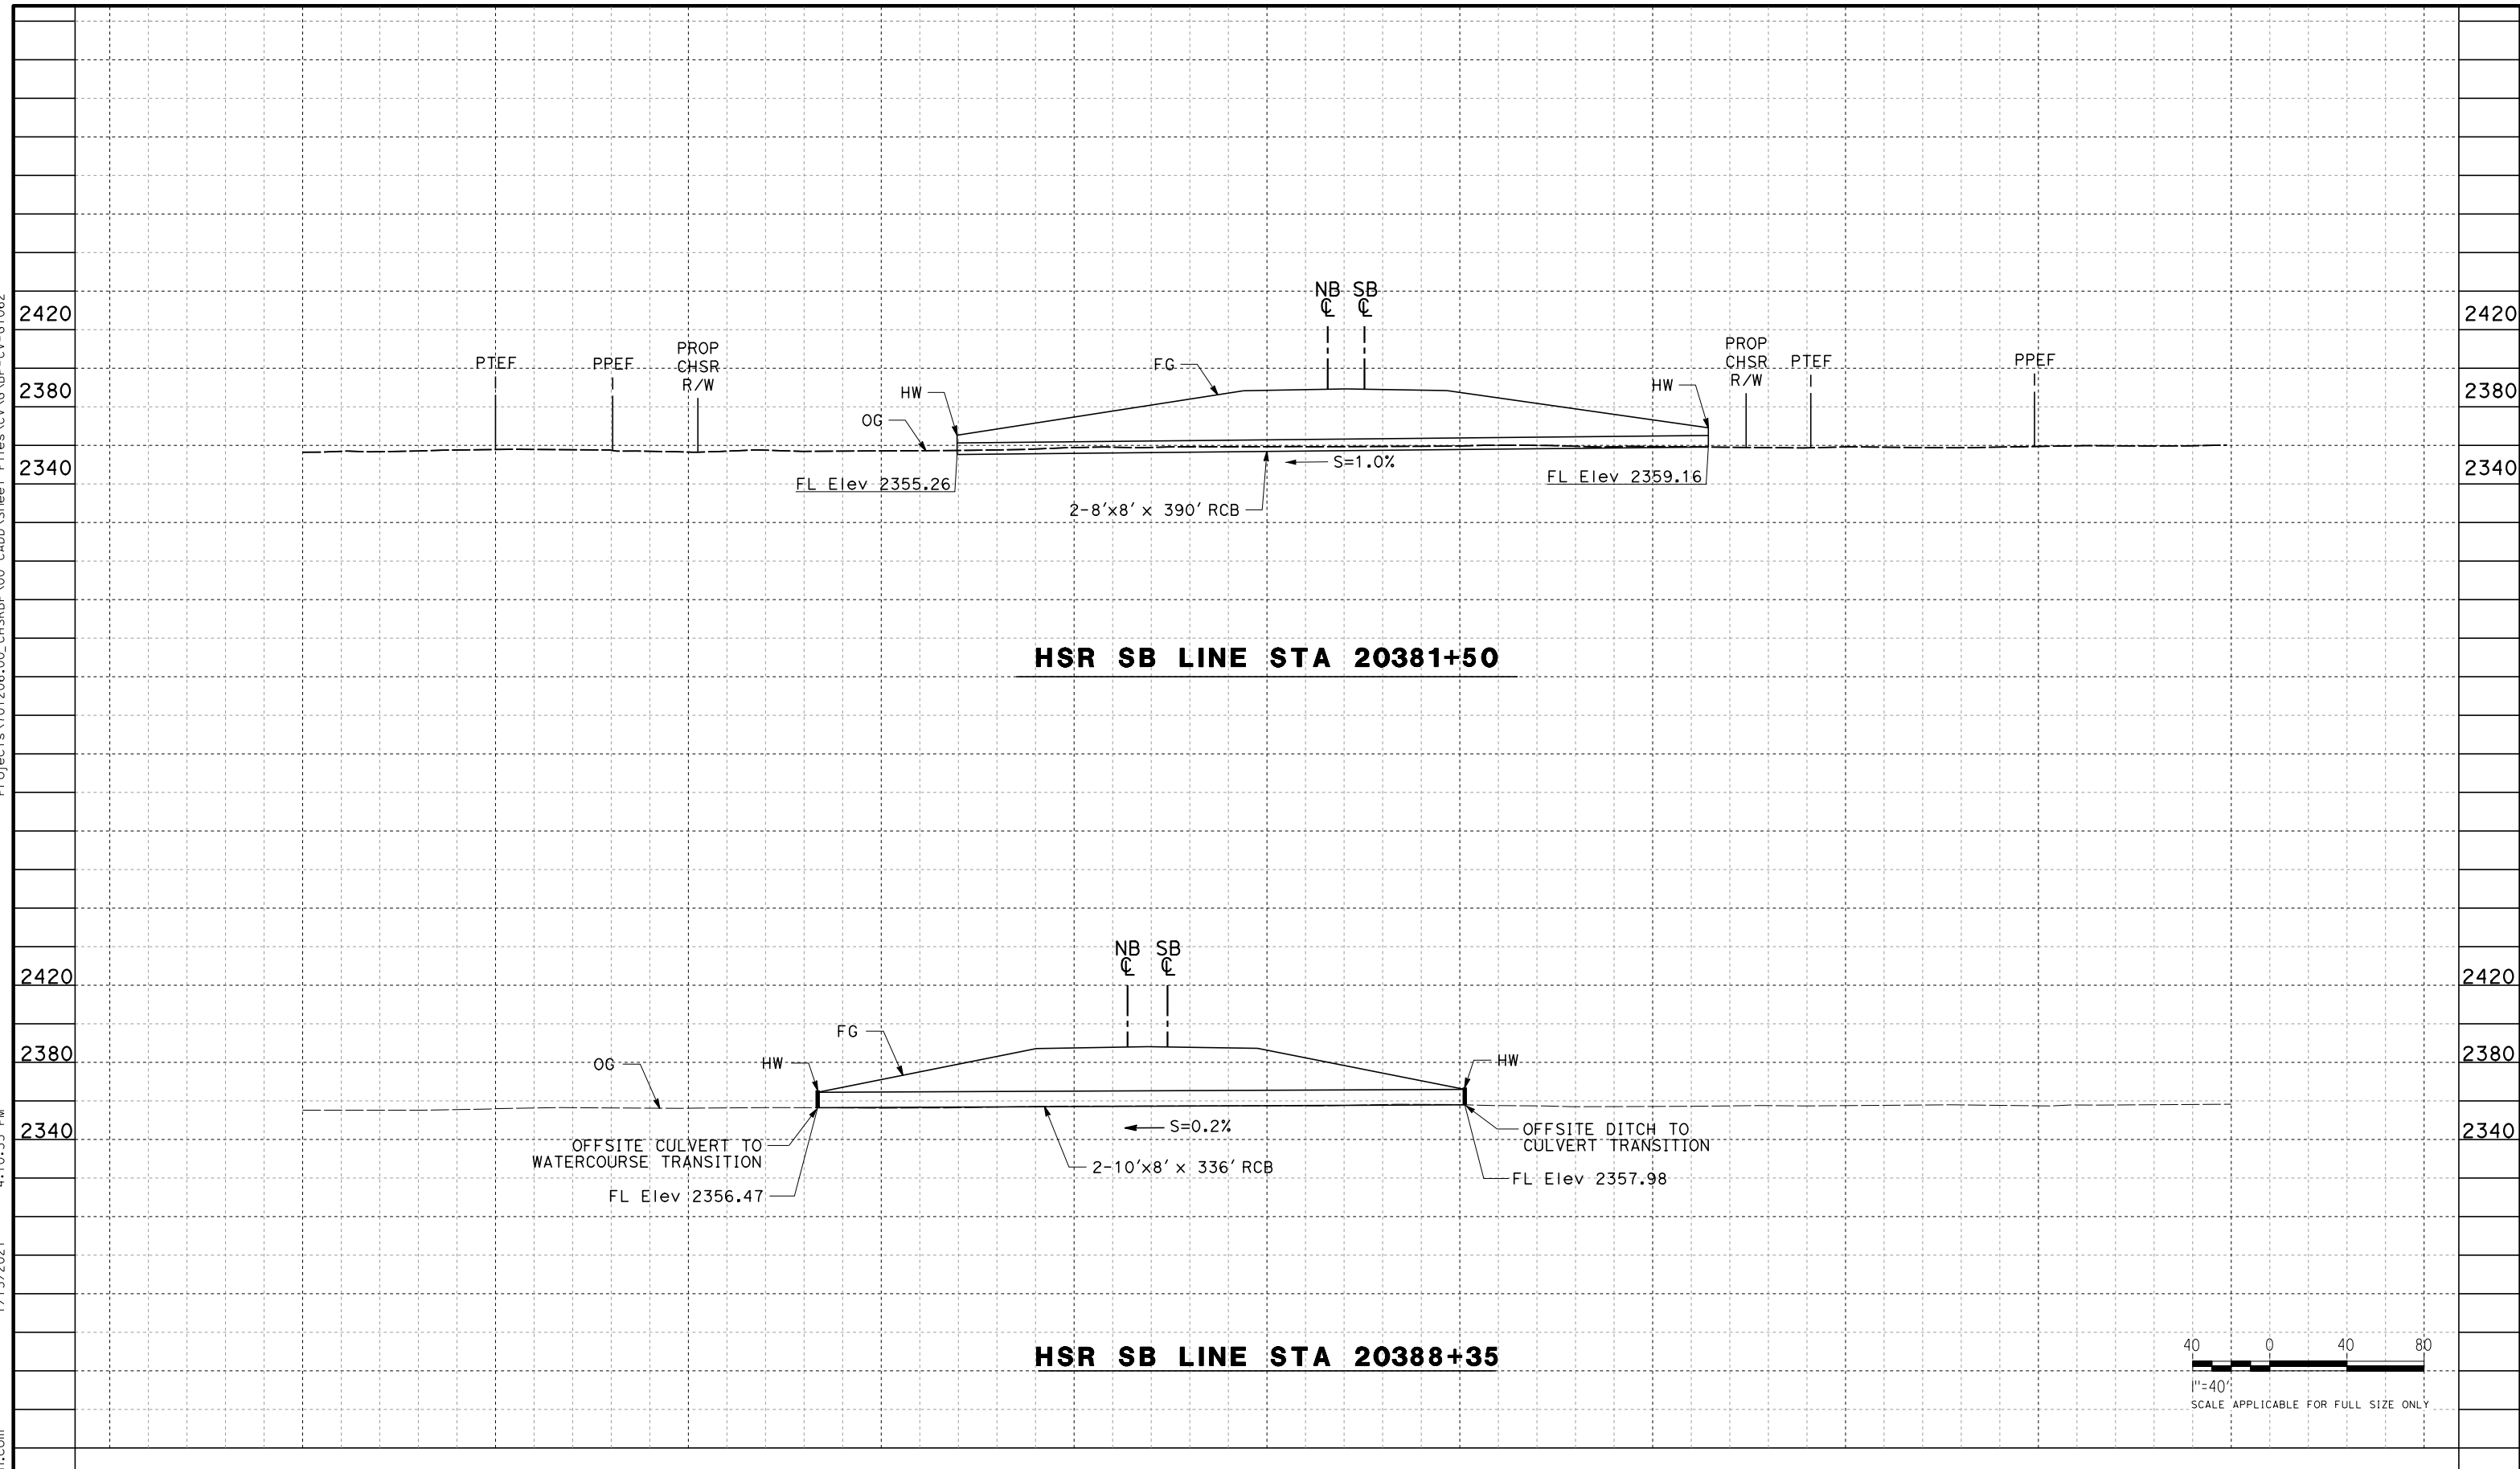 NB SB
℄ ℄
2420
2420
PROP
CHSR
R/W
PTEF
PPEF
PROP
CHSR
R/W
PTEF
PPEF
FG
2380
2380
HW
HW
OG
2340
2340
S=1.0%
FL Elev 2355.26
FL Elev 2359.16
2-8'x8' x 390' RCB
HSR SB LINE STA 20381+50
NB SB
℄ ℄
2420
2420
FG
2380
2380
OG
HW
HW
2340
2340
S=0.2%
OFFSITE CULVERT TO
WATERCOURSE TRANSITION
OFFSITE DITCH TO
CULVERT TRANSITION
2-10'x8' x 336' RCB
FL Elev 2356.47
FL Elev 2357.98
HSR SB LINE STA 20388+35
40 0 40 80
1"=40'
SCALE APPLICABLE FOR FULL SIZE ONLY